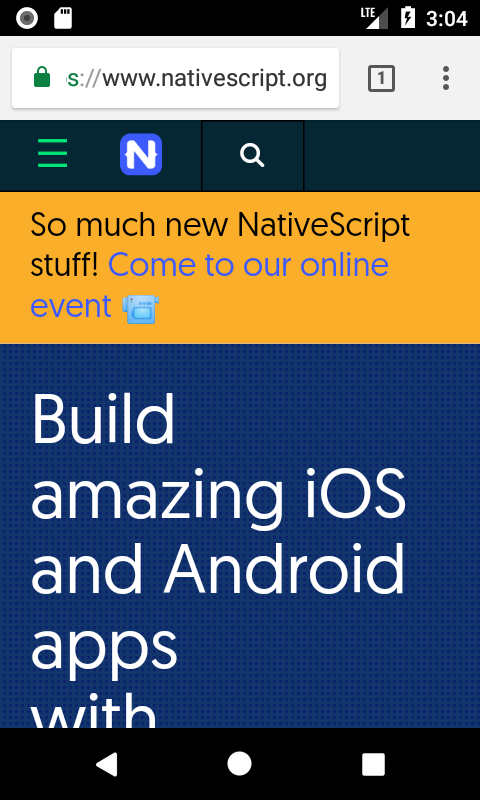 LTE 3:04
s://www.nativescript.org 1
N
So much new NativeScript
stuff! Come to our online
event
Build
amazing iOS
and Android
apps
with